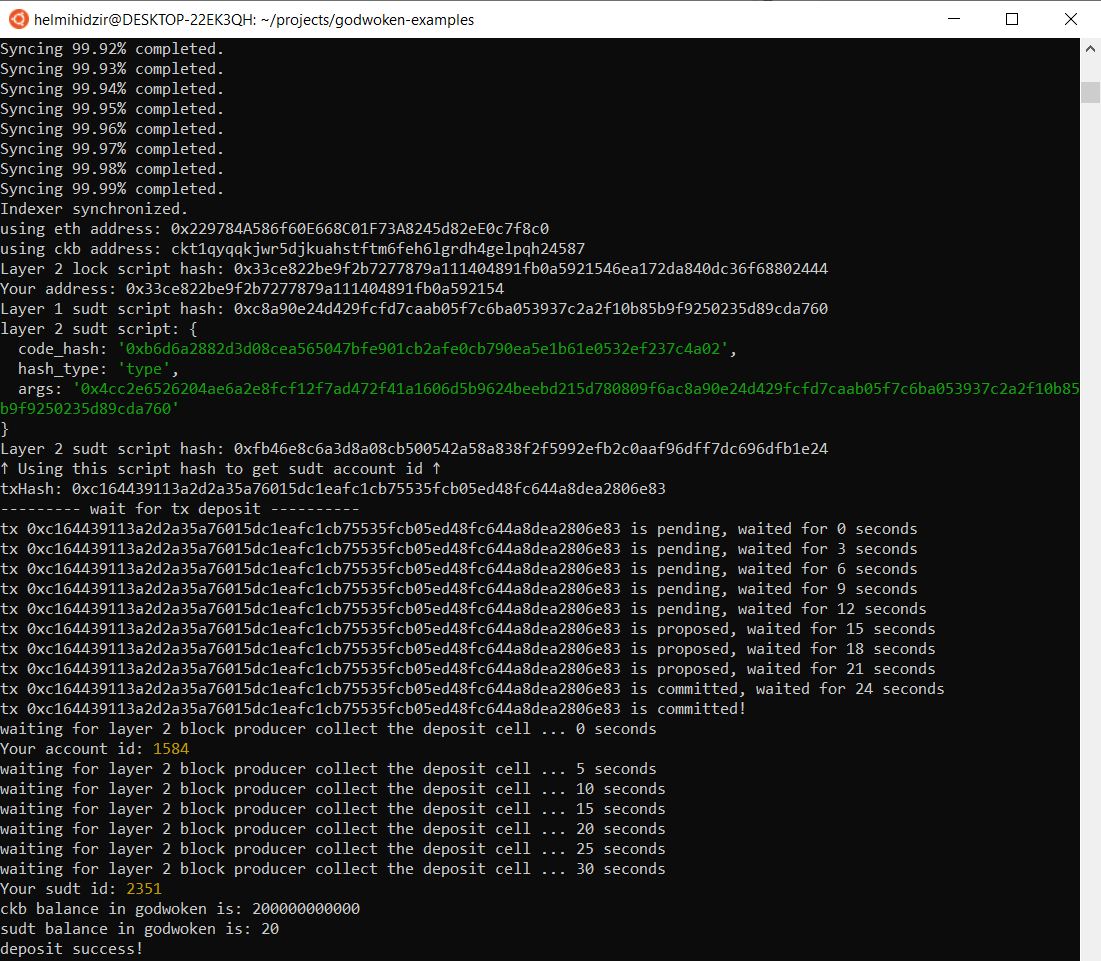 helmihidzir@DESKTOP-22EK3QH: ~/projects/godwoken-examples
Syncing 99.92% completed.
Syncing 99.93% completed.
Syncing 99.94% completed.
Syncing 99.95% completed.
Syncing 99.96% completed.
Syncing 99.97% completed.
Syncing 99.98% completed.
Syncing 99.99% completed.
Indexer synchronized.
using eth address: 0x229784A586f60E668C01F73A8245d82eE0c7f8c0
using ckb address: ckt1qyqqkjwr5djkuahstftm6feh6lgrdh4gelpqh24587
Layer 2 lock script hash: 0x33ce822be9f2b7277879a111404891fb0a5921546ea172da840dc36f68802444
Your address: 0x33ce822be9f2b7277879a111404891fb0a592154
Layer 1 sudt script hash: 0xc8a90e24d429fcfd7caab05f7c6ba053937c2a2f10b85b9f9250235d89cda760
layer 2 sudt script: {
  code_hash: '0xb6d6a2882d3d08cea565047bfe901cb2afe0cb790ea5e1b61e0532ef237c4a02',
  hash_type: 'type',
  args: '0x4cc2e6526204ae6a2e8fcf12f7ad472f41a1606d5b9624beebd215d780809f6ac8a90e24d429fcfd7caab05f7c6ba053937c2a2f10b85
b9f9250235d89cda760'
}
Layer 2 sudt script hash: 0xfb46e8c6a3d8a08cb500542a58a838f2f5992efb2c0aaf96dff7dc696dfb1e24
↑ Using this script hash to get sudt account id ↑
txHash: 0xc164439113a2d2a35a76015dc1eafc1cb75535fcb05ed48fc644a8dea2806e83
--------- wait for tx deposit ----------
tx 0xc164439113a2d2a35a76015dc1eafc1cb75535fcb05ed48fc644a8dea2806e83 is pending, waited for 0 seconds
tx 0xc164439113a2d2a35a76015dc1eafc1cb75535fcb05ed48fc644a8dea2806e83 is pending, waited for 3 seconds
tx 0xc164439113a2d2a35a76015dc1eafc1cb75535fcb05ed48fc644a8dea2806e83 is pending, waited for 6 seconds
tx 0xc164439113a2d2a35a76015dc1eafc1cb75535fcb05ed48fc644a8dea2806e83 is pending, waited for 9 seconds
tx 0xc164439113a2d2a35a76015dc1eafc1cb75535fcb05ed48fc644a8dea2806e83 is pending, waited for 12 seconds
tx 0xc164439113a2d2a35a76015dc1eafc1cb75535fcb05ed48fc644a8dea2806e83 is proposed, waited for 15 seconds
tx 0xc164439113a2d2a35a76015dc1eafc1cb75535fcb05ed48fc644a8dea2806e83 is proposed, waited for 18 seconds
tx 0xc164439113a2d2a35a76015dc1eafc1cb75535fcb05ed48fc644a8dea2806e83 is proposed, waited for 21 seconds
tx 0xc164439113a2d2a35a76015dc1eafc1cb75535fcb05ed48fc644a8dea2806e83 is committed, waited for 24 seconds
tx 0xc164439113a2d2a35a76015dc1eafc1cb75535fcb05ed48fc644a8dea2806e83 is committed!
waiting for layer 2 block producer collect the deposit cell ... 0 seconds
Your account id: 1584
waiting for layer 2 block producer collect the deposit cell ... 5 seconds
waiting for layer 2 block producer collect the deposit cell ... 10 seconds
waiting for layer 2 block producer collect the deposit cell ... 15 seconds
waiting for layer 2 block producer collect the deposit cell ... 20 seconds
waiting for layer 2 block producer collect the deposit cell ... 25 seconds
waiting for layer 2 block producer collect the deposit cell ... 30 seconds
Your sudt id: 2351
ckb balance in godwoken is: 200000000000
sudt balance in godwoken is: 20
deposit success!